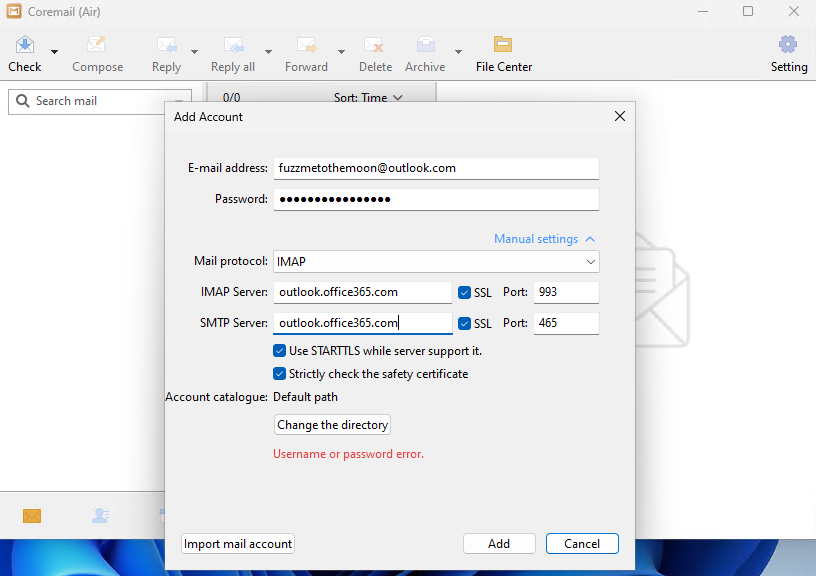 Coremail (Air)
Check Compose Reply Reply all Forward Delete Archive File Center Setting
Search mail 0/0 Sort: Time
Add Account
E-mail address: fuzzmetothemoon@outlook.com
Password: ●●●●●●●●●●●●●●●●
Manual settings
Mail protocol: IMAP
IMAP Server: outlook.office365.com SSL Port: 993
SMTP Server: outlook.office365.com SSL Port: 465
Use STARTTLS while server support it.
Strictly check the safety certificate
Account catalogue: Default path
Change the directory
Username or password error.
Import mail account Add Cancel